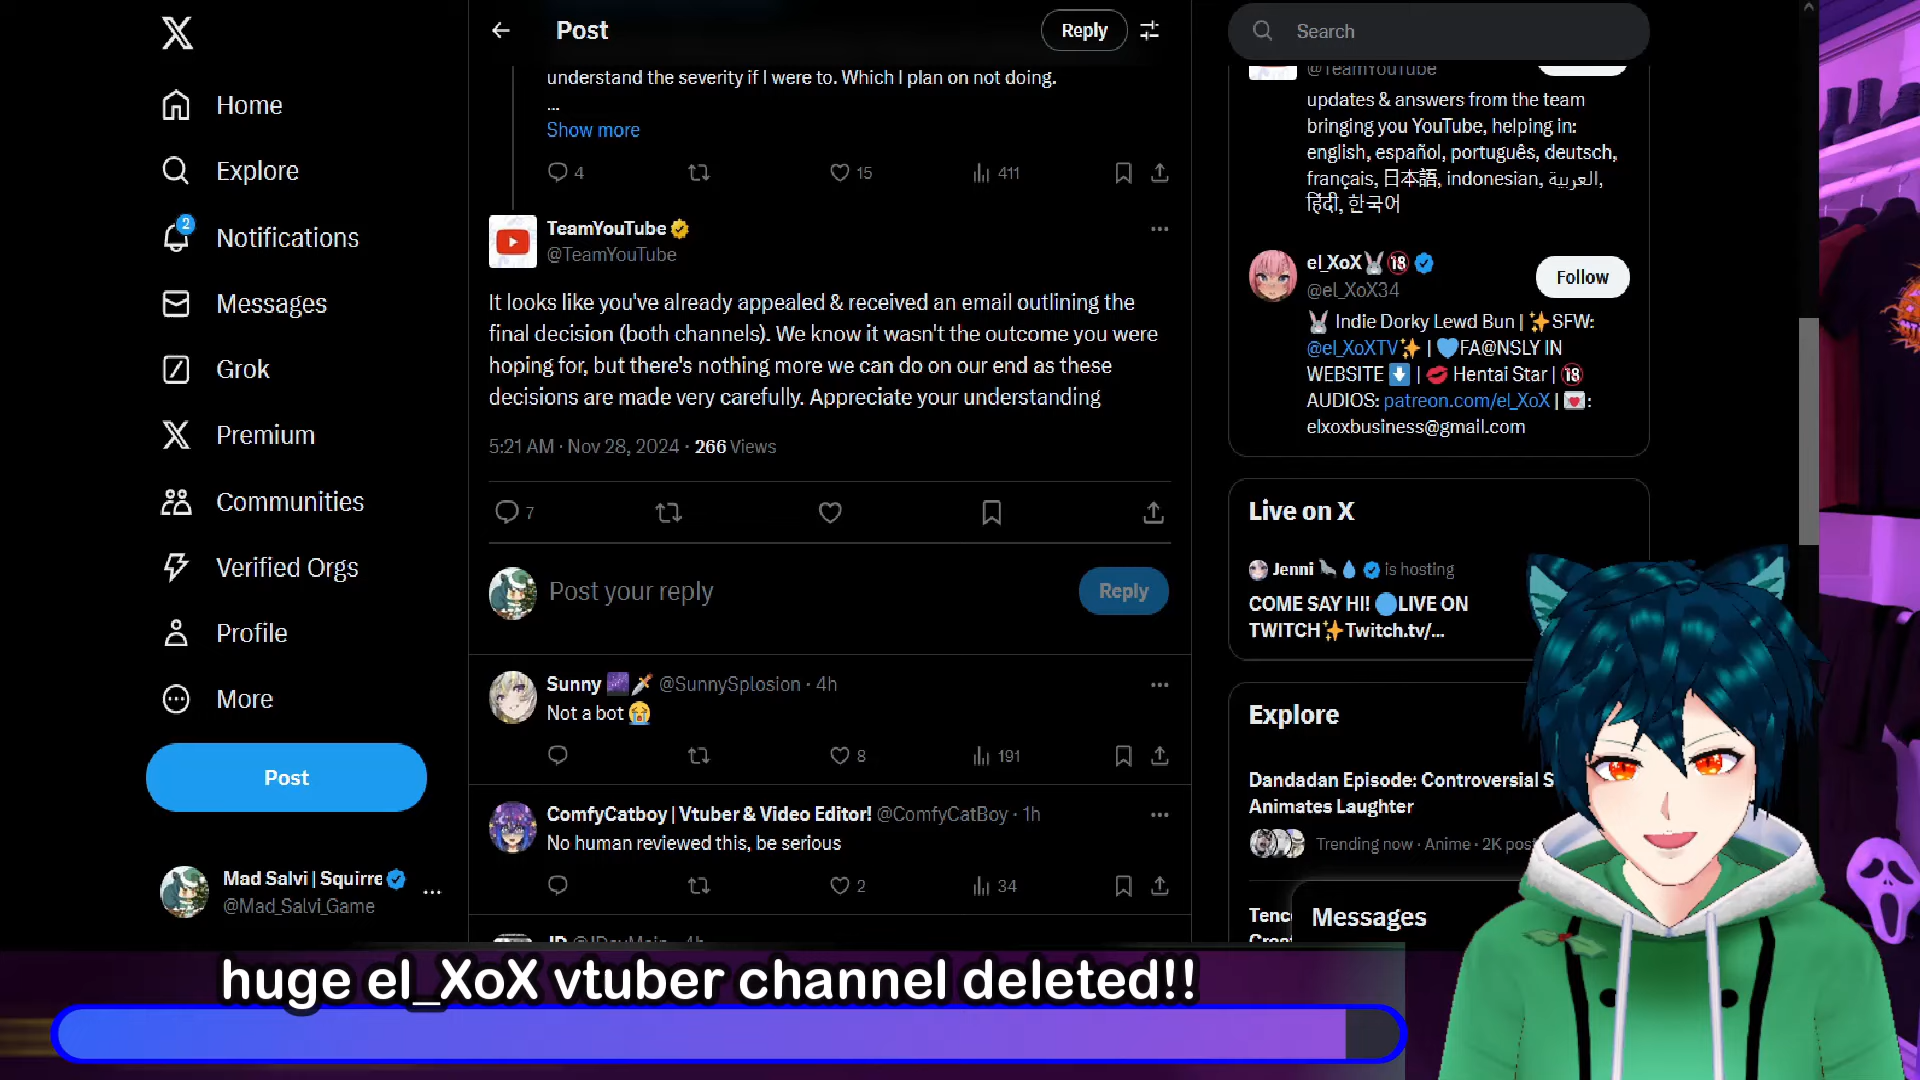 Home
Explore
2
Notifications
Messages
Grok
Premium
Communities
Verified Orgs
Profile
More
Post
Mad Salvi | Squirre
@Mad_Salvi_Game
Post
Reply
understand the severity if I were to. Which I plan on not doing.
...
Show more
4
15
411
TeamYouTube
@TeamYouTube
It looks like you've already appealed & received an email outlining the
final decision (both channels). We know it wasn't the outcome you were
hoping for, but there's nothing more we can do on our end as these
decisions are made very carefully. Appreciate your understanding
5:21 AM · Nov 28, 2024 · 266 Views
7
Post your reply
Reply
Sunny 🌌🗡️ @SunnySplosion · 4h
Not a bot 😭
8
191
ComfyCatboy | Vtuber & Video Editor! @ComfyCatBoy · 1h
No human reviewed this, be serious
2
34
Search
@TeamYouTube
updates & answers from the team
bringing you YouTube, helping in:
english, español, português, deutsch,
français, 日本語, indonesian, العربية,
हिंदी, 한국어
el_XoX🐰🔞
@el_XoX34
Follow
🐰 Indie Dorky Lewd Bun | ✨SFW:
@el_XoXTV✨ | 🩵FA@NSLY IN
WEBSITE ⬇️ | 💋 Hentai Star | 🔞
AUDIOS: patreon.com/el_XoX | 💌:
elxoxbusiness@gmail.com
Live on X
Jenni 🦭💧 is hosting
COME SAY HI! 🔵LIVE ON
TWITCH✨Twitch.tv/...
Explore
Dandadan Episode: Controversial S
Animates Laughter
Trending now · Anime · 2K pos
Tenc
Messages
huge el_XoX vtuber channel deleted!!